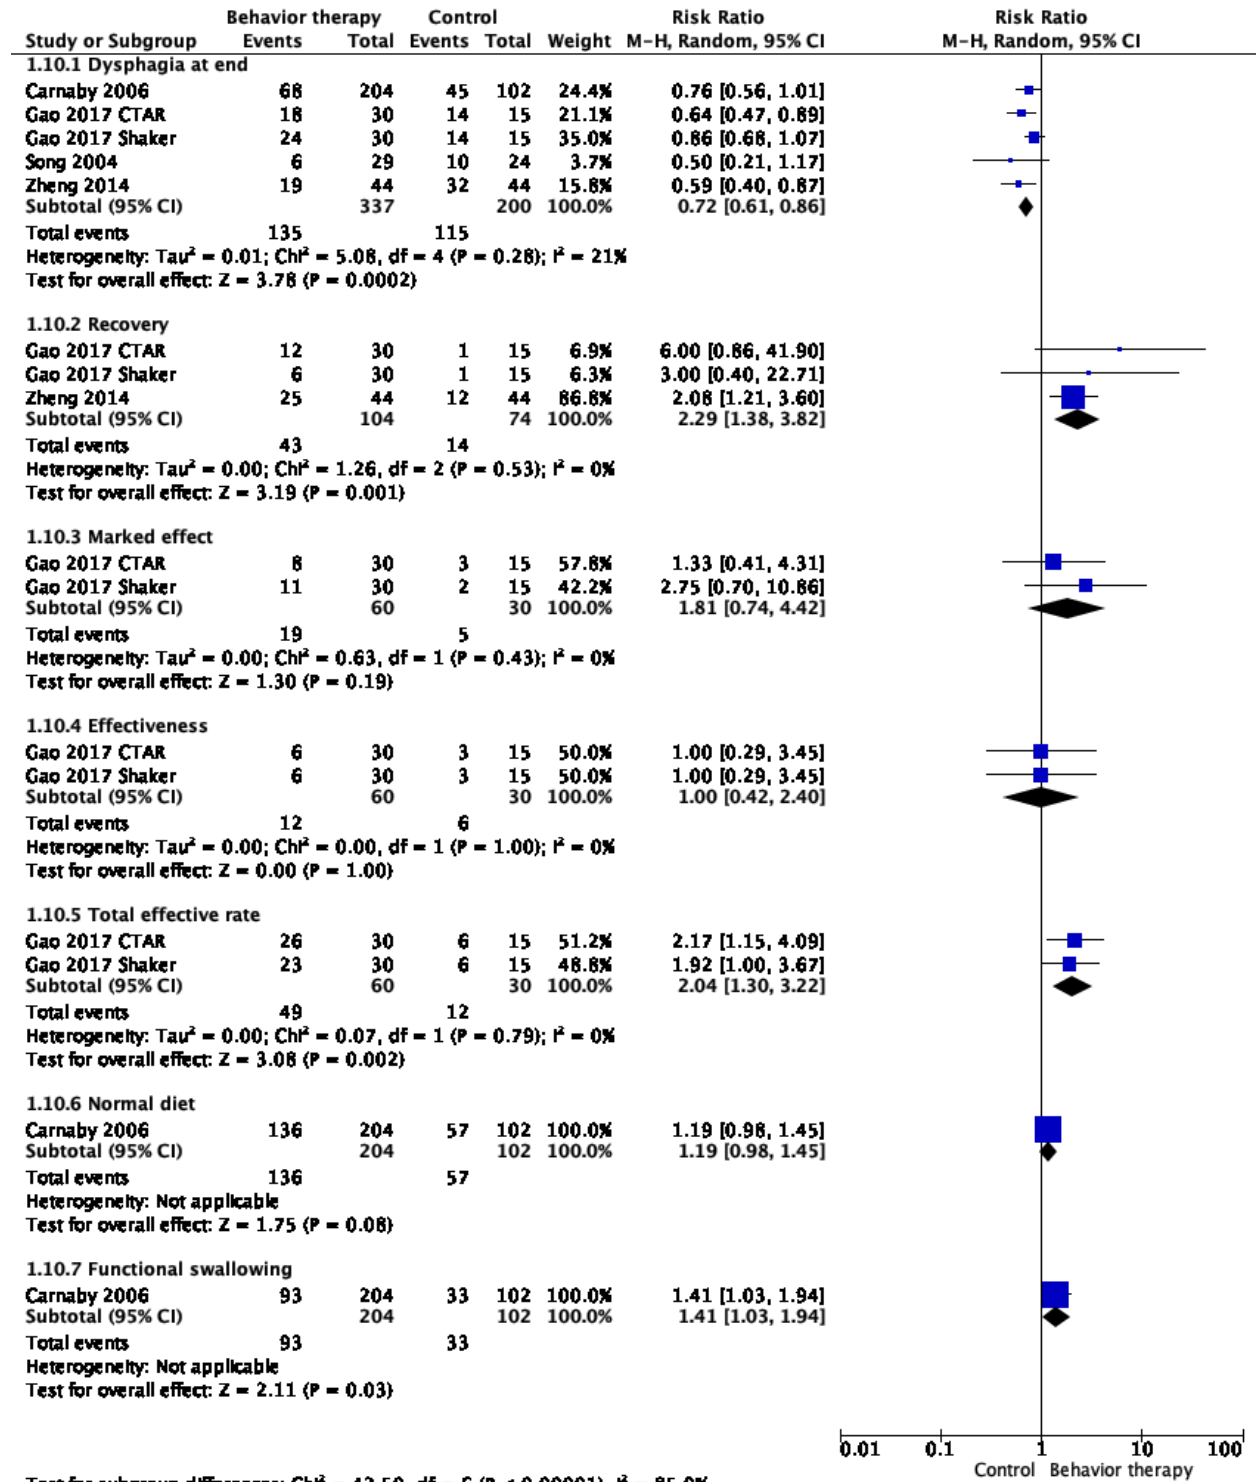 Behavior therapy Control Risk Ratio Risk Ratio
Study or Subgroup Events Total Events Total Weight M-H, Random, 95% CI M-H, Random, 95% CI
1.10.1 Dysphagia at end
Carnaby 2006 68 204 45 102 24.4% 0.76 [0.56, 1.01]
Gao 2017 CTAR 18 30 14 15 21.1% 0.64 [0.47, 0.89]
Gao 2017 Shaker 24 30 14 15 35.0% 0.86 [0.68, 1.07]
Song 2004 6 29 10 24 3.7% 0.50 [0.21, 1.17]
Zheng 2014 19 44 32 44 15.8% 0.59 [0.40, 0.87]
Subtotal (95% CI) 337 200 100.0% 0.72 [0.61, 0.86]
Total events 135 115
Heterogeneity: Tau² = 0.01; Chi² = 5.08, df = 4 (P = 0.28); I² = 21%
Test for overall effect: Z = 3.78 (P = 0.0002)
1.10.2 Recovery
Gao 2017 CTAR 12 30 1 15 6.9% 6.00 [0.86, 41.90]
Gao 2017 Shaker 6 30 1 15 6.3% 3.00 [0.40, 22.71]
Zheng 2014 25 44 12 44 86.8% 2.08 [1.21, 3.60]
Subtotal (95% CI) 104 74 100.0% 2.29 [1.38, 3.82]
Total events 43 14
Heterogeneity: Tau² = 0.00; Chi² = 1.26, df = 2 (P = 0.53); I² = 0%
Test for overall effect: Z = 3.19 (P = 0.001)
1.10.3 Marked effect
Gao 2017 CTAR 8 30 3 15 57.8% 1.33 [0.41, 4.31]
Gao 2017 Shaker 11 30 2 15 42.2% 2.75 [0.70, 10.86]
Subtotal (95% CI) 60 30 100.0% 1.81 [0.74, 4.42]
Total events 19 5
Heterogeneity: Tau² = 0.00; Chi² = 0.63, df = 1 (P = 0.43); I² = 0%
Test for overall effect: Z = 1.30 (P = 0.19)
1.10.4 Effectiveness
Gao 2017 CTAR 6 30 3 15 50.0% 1.00 [0.29, 3.45]
Gao 2017 Shaker 6 30 3 15 50.0% 1.00 [0.29, 3.45]
Subtotal (95% CI) 60 30 100.0% 1.00 [0.42, 2.40]
Total events 12 6
Heterogeneity: Tau² = 0.00; Chi² = 0.00, df = 1 (P = 1.00); I² = 0%
Test for overall effect: Z = 0.00 (P = 1.00)
1.10.5 Total effective rate
Gao 2017 CTAR 26 30 6 15 51.2% 2.17 [1.15, 4.09]
Gao 2017 Shaker 23 30 6 15 48.8% 1.92 [1.00, 3.67]
Subtotal (95% CI) 60 30 100.0% 2.04 [1.30, 3.22]
Total events 49 12
Heterogeneity: Tau² = 0.00; Chi² = 0.07, df = 1 (P = 0.79); I² = 0%
Test for overall effect: Z = 3.08 (P = 0.002)
1.10.6 Normal diet
Carnaby 2006 136 204 57 102 100.0% 1.19 [0.98, 1.45]
Subtotal (95% CI) 204 102 100.0% 1.19 [0.98, 1.45]
Total events 136 57
Heterogeneity: Not applicable
Test for overall effect: Z = 1.75 (P = 0.08)
1.10.7 Functional swallowing
Carnaby 2006 93 204 33 102 100.0% 1.41 [1.03, 1.94]
Subtotal (95% CI) 204 102 100.0% 1.41 [1.03, 1.94]
Total events 93 33
Heterogeneity: Not applicable
Test for overall effect: Z = 2.11 (P = 0.03)
0.01 0.1 1 10 100
Control Behavior therapy
Test for subgroup differences: Chi² =